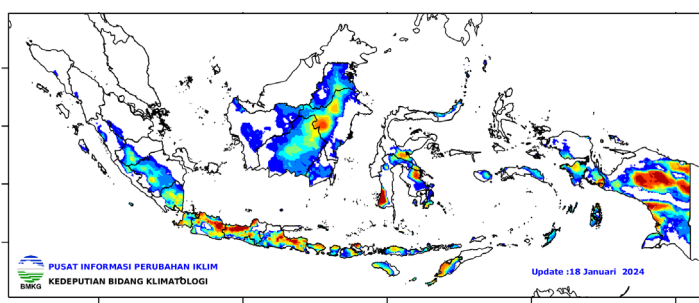 PUSAT INFORMASI PERUBAHAN IKLIM
KEDEPUTIAN BIDANG KLIMATOLOGI
BMKG
Update :18 Januari 2024